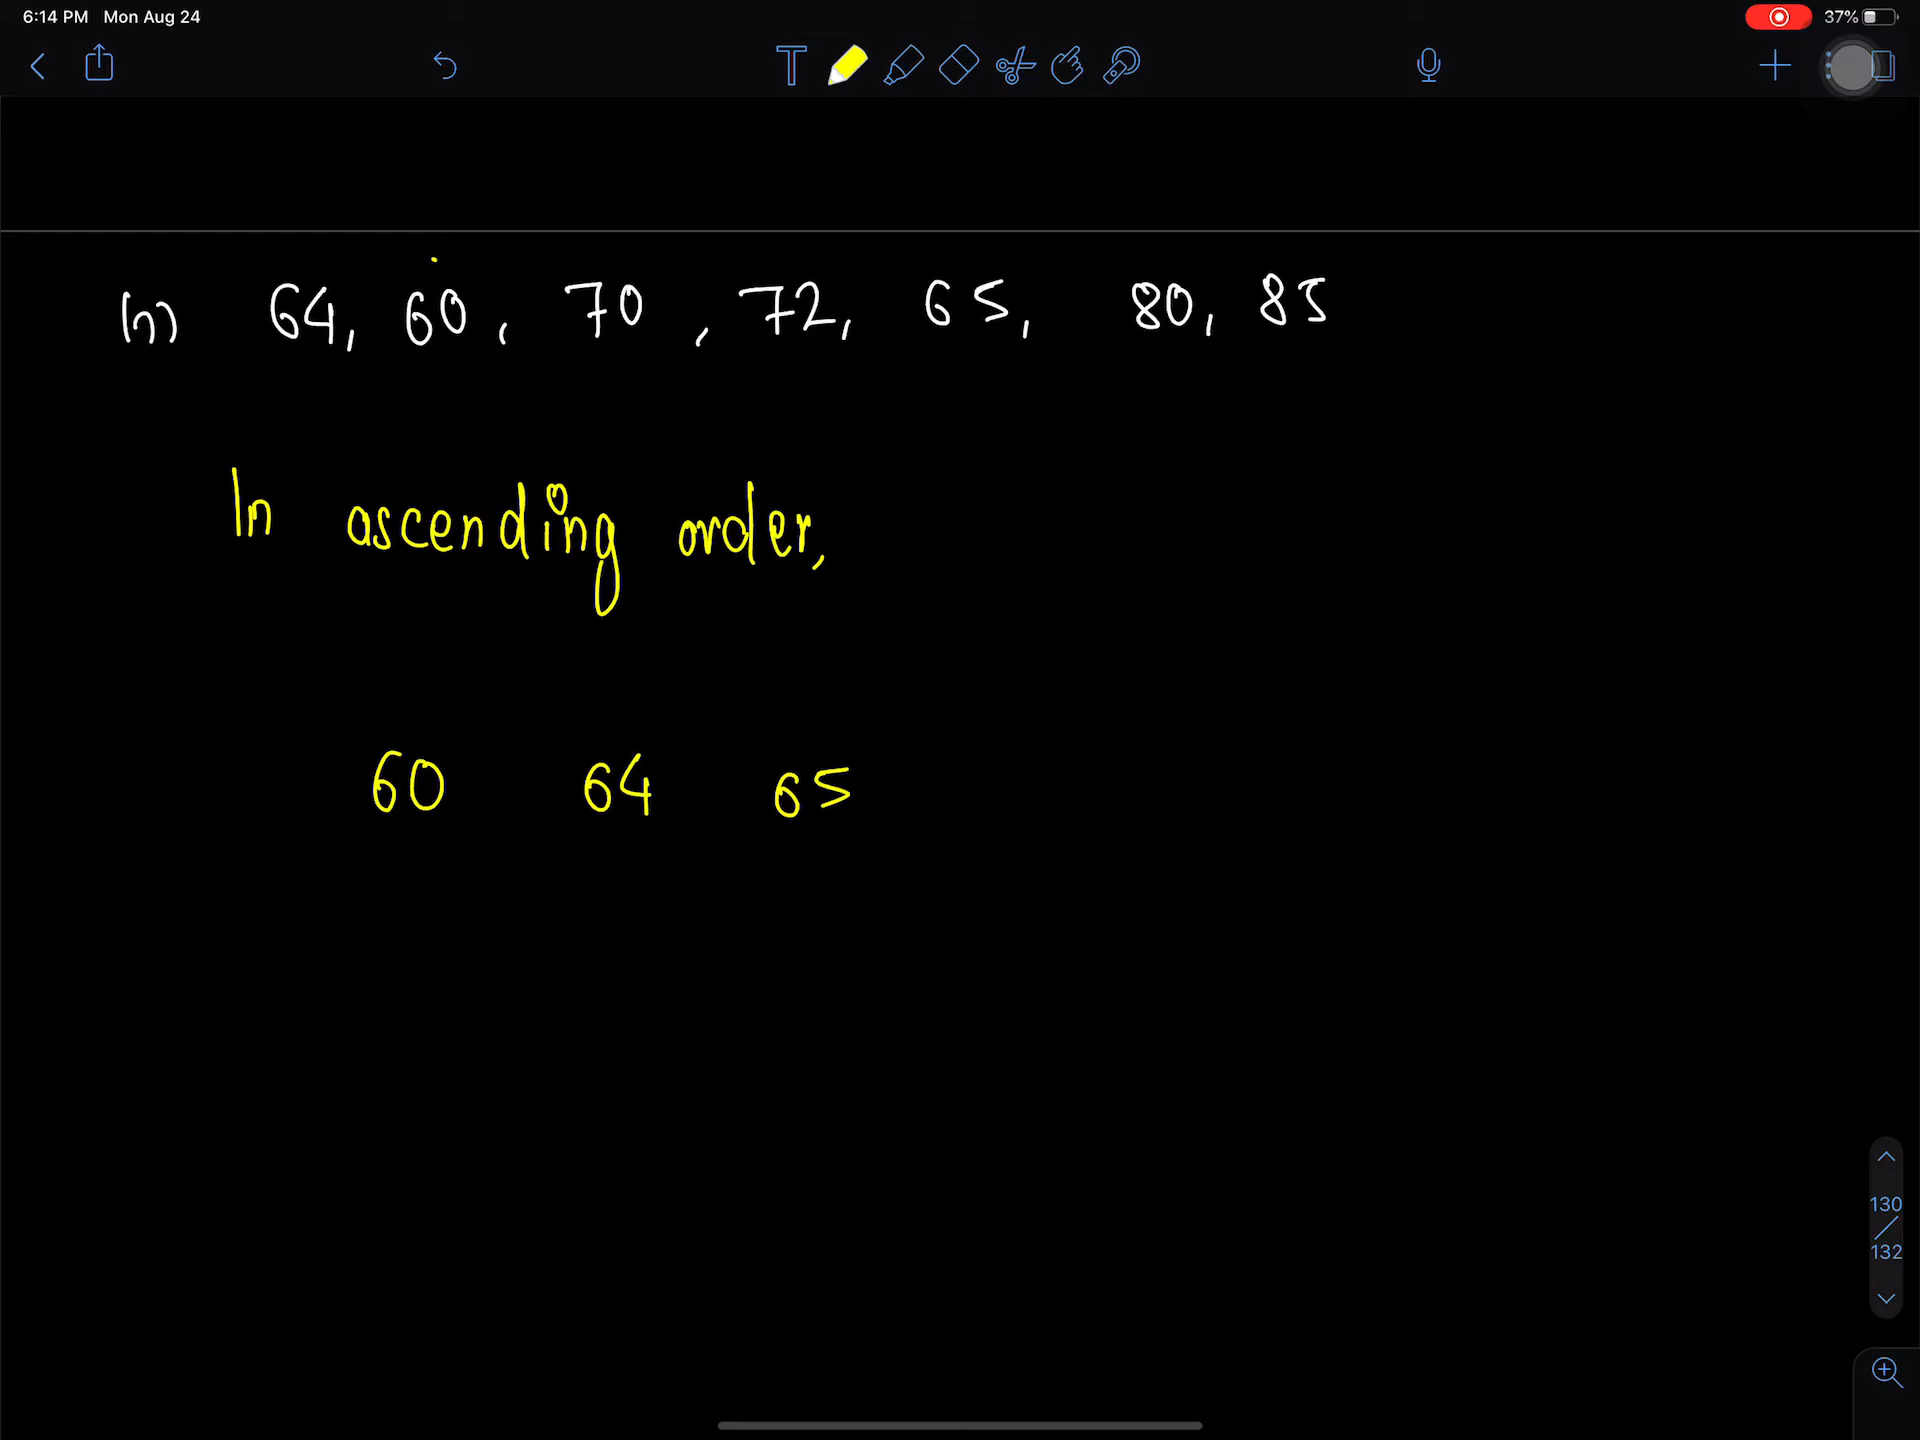 6:14 PM Mon Aug 24
37%
64, 60, 70, 72, 65, 80, 85
In ascending order,
60 64 65
130
132